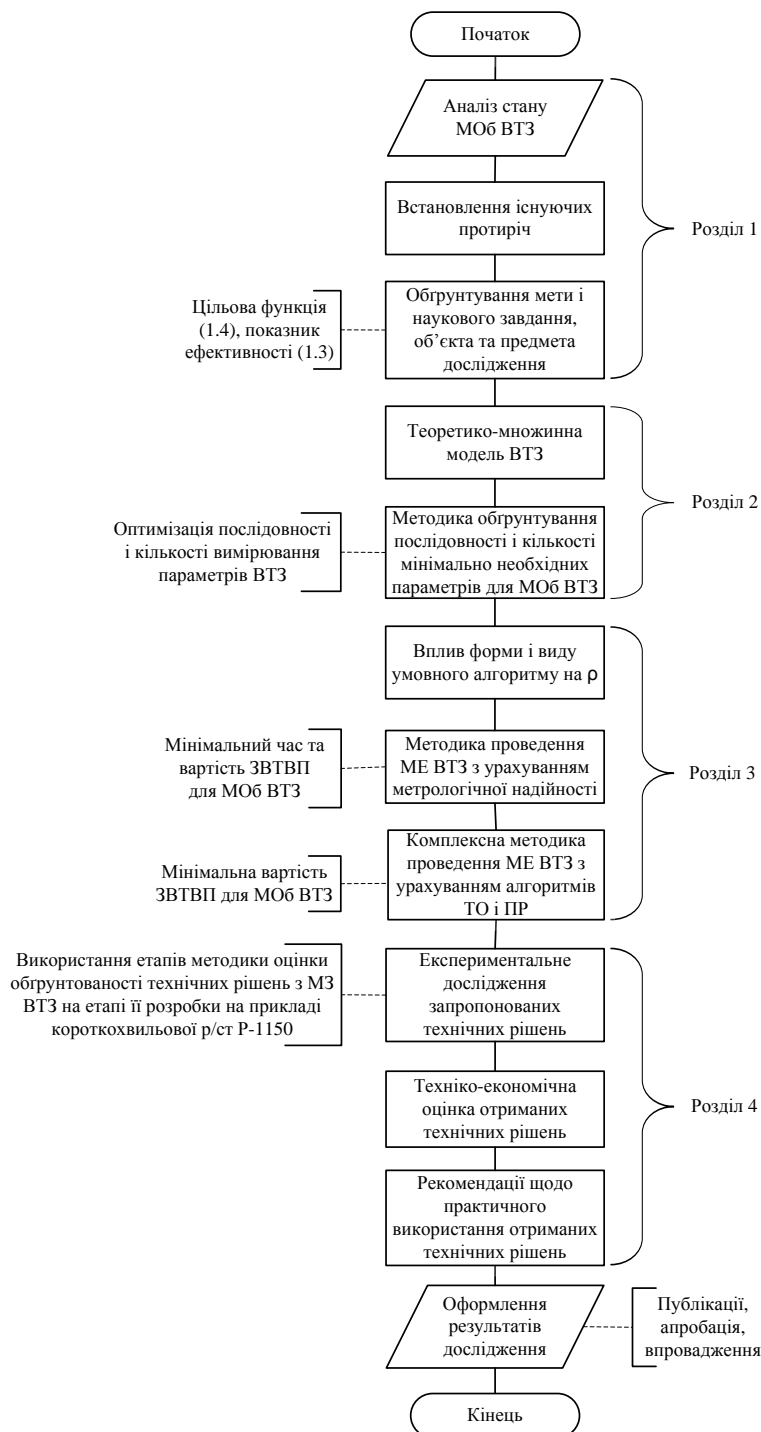 Початок
Аналіз стану
МОб ВТЗ
Встановлення існуючих
протиріч
Розділ 1
Цільова функція
(1.4), показник
ефективності (1.3)
Обґрунтування мети і
наукового завдання,
об’єкта та предмета
дослідження
Теоретико-множинна
модель ВТЗ
Розділ 2
Оптимізація послідовності
і кількості вимірювання
параметрів ВТЗ
Методика обґрунтування
послідовності і кількості
мінімально необхідних
параметрів для МОб ВТЗ
Вплив форми і виду
умовного алгоритму на ρ
Мінімальний час та
вартість ЗВТВП
для МОб ВТЗ
Методика проведення
МЕ ВТЗ з урахуванням
метрологічної надійності
Розділ 3
Мінімальна вартість
ЗВТВП для МОб ВТЗ
Комплексна методика
проведення МЕ ВТЗ з
урахуванням алгоритмів
ТО і ПР
Використання етапів методики оцінки
обґрунтованості технічних рішень з МЗ
ВТЗ на етапі її розробки на прикладі
короткохвильової р/ст Р-1150
Експериментальне
дослідження
запропонованих
технічних рішень
Техніко-економічна
оцінка отриманих
технічних рішень
Розділ 4
Рекомендації щодо
практичного
використання отриманих
технічних рішень
Оформлення
результатів
дослідження
Публікації,
апробація,
впровадження
Кінець